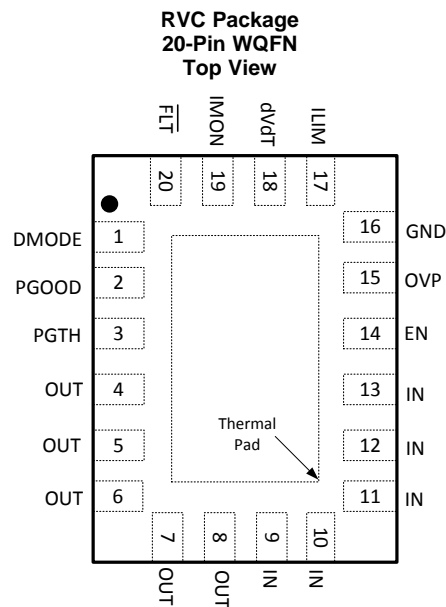 RVC Package
20-Pin WQFN
Top View
FLT
IMON
dVdT
ILIM
20
19
18
17
DMODE 1
PGOOD 2
PGTH 3
OUT 4
OUT 5
OUT 6
16 GND
15 OVP
14 EN
13 IN
12 IN
11 IN
Thermal
Pad
7
8
9
10
OUT
OUT
IN
IN